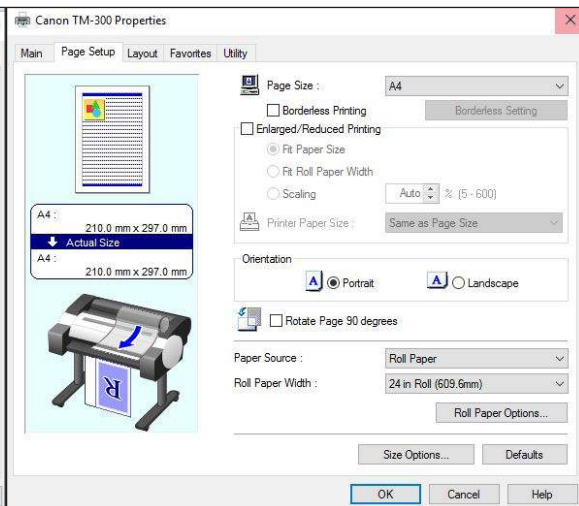 Canon TM-300 Properties
Main Page Setup Layout Favorites Utility
Page Size : A4
Borderless Printing Borderless Setting
Enlarged/Reduced Printing
Fit Paper Size
Fit Roll Paper Width
Scaling Auto % (5 - 600)
Printer Paper Size : Same as Page Size
A4 :
210.0 mm x 297.0 mm
Actual Size
A4 :
210.0 mm x 297.0 mm
Orientation
A Portrait A Landscape
Rotate Page 90 degrees
Paper Source : Roll Paper
Roll Paper Width : 24 in Roll (609.6mm)
Roll Paper Options...
R
Size Options... Defaults
OK Cancel Help